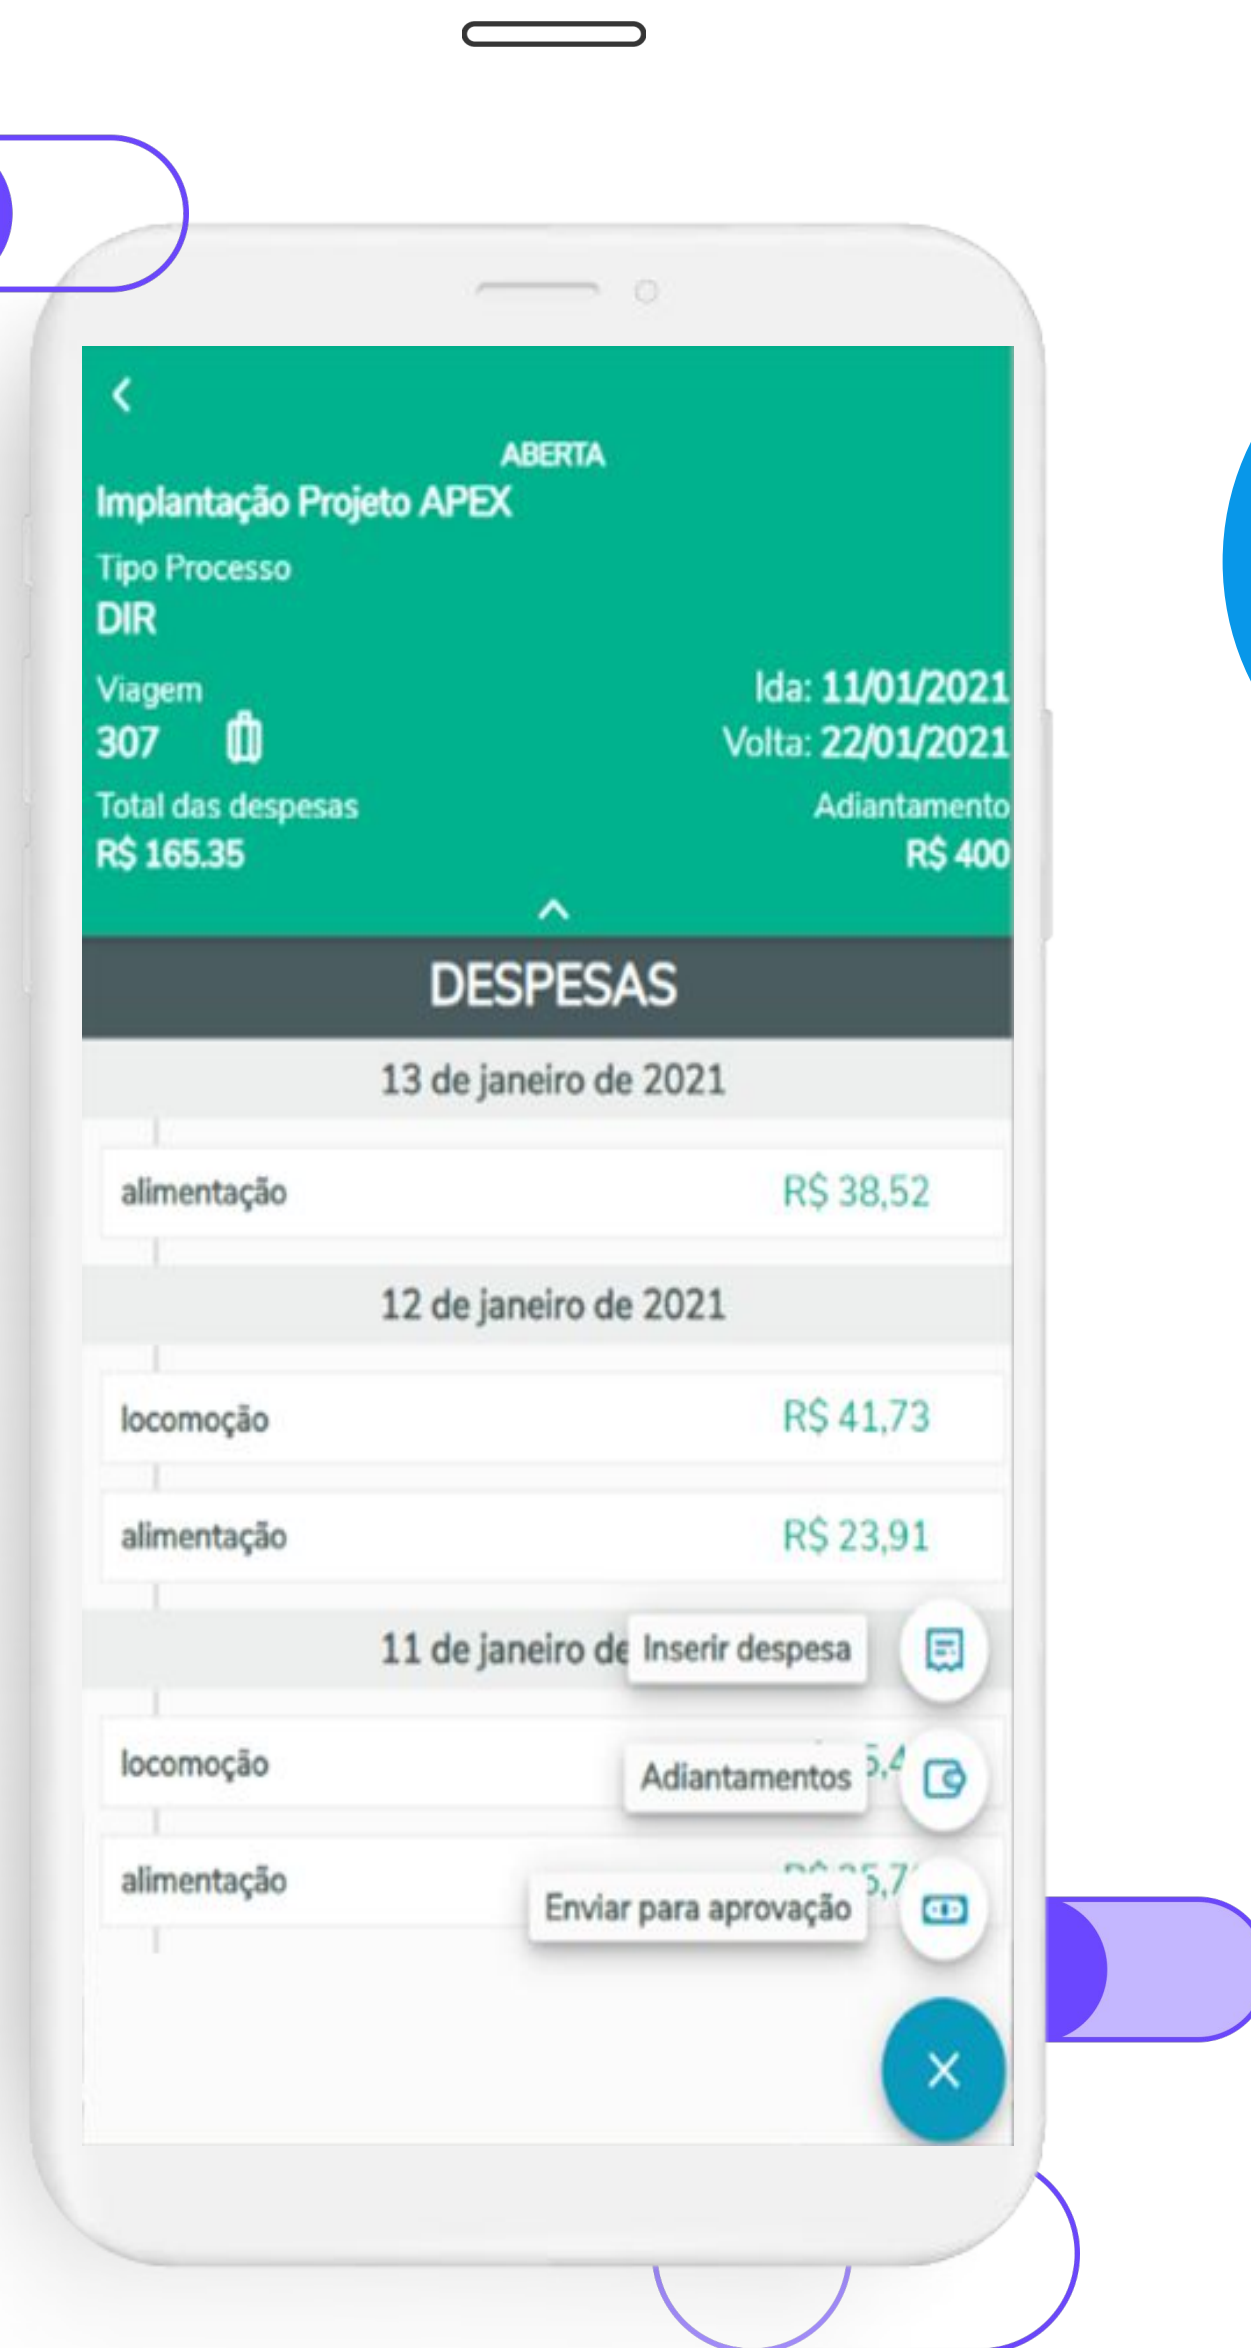 ABERTA
Implantação Projeto APEX
Tipo Processo
DIR
Viagem
307
Ida: 11/01/2021
Volta: 22/01/2021
Total das despesas
R$ 165.35
Adiantamento
R$ 400
DESPESAS
13 de janeiro de 2021
alimentação R$ 38,52
12 de janeiro de 2021
locomoção R$ 41,73
alimentação R$ 23,91
11 de janeiro de
Inserir despesa
locomoção
Adiantamentos
alimentação
Enviar para aprovação